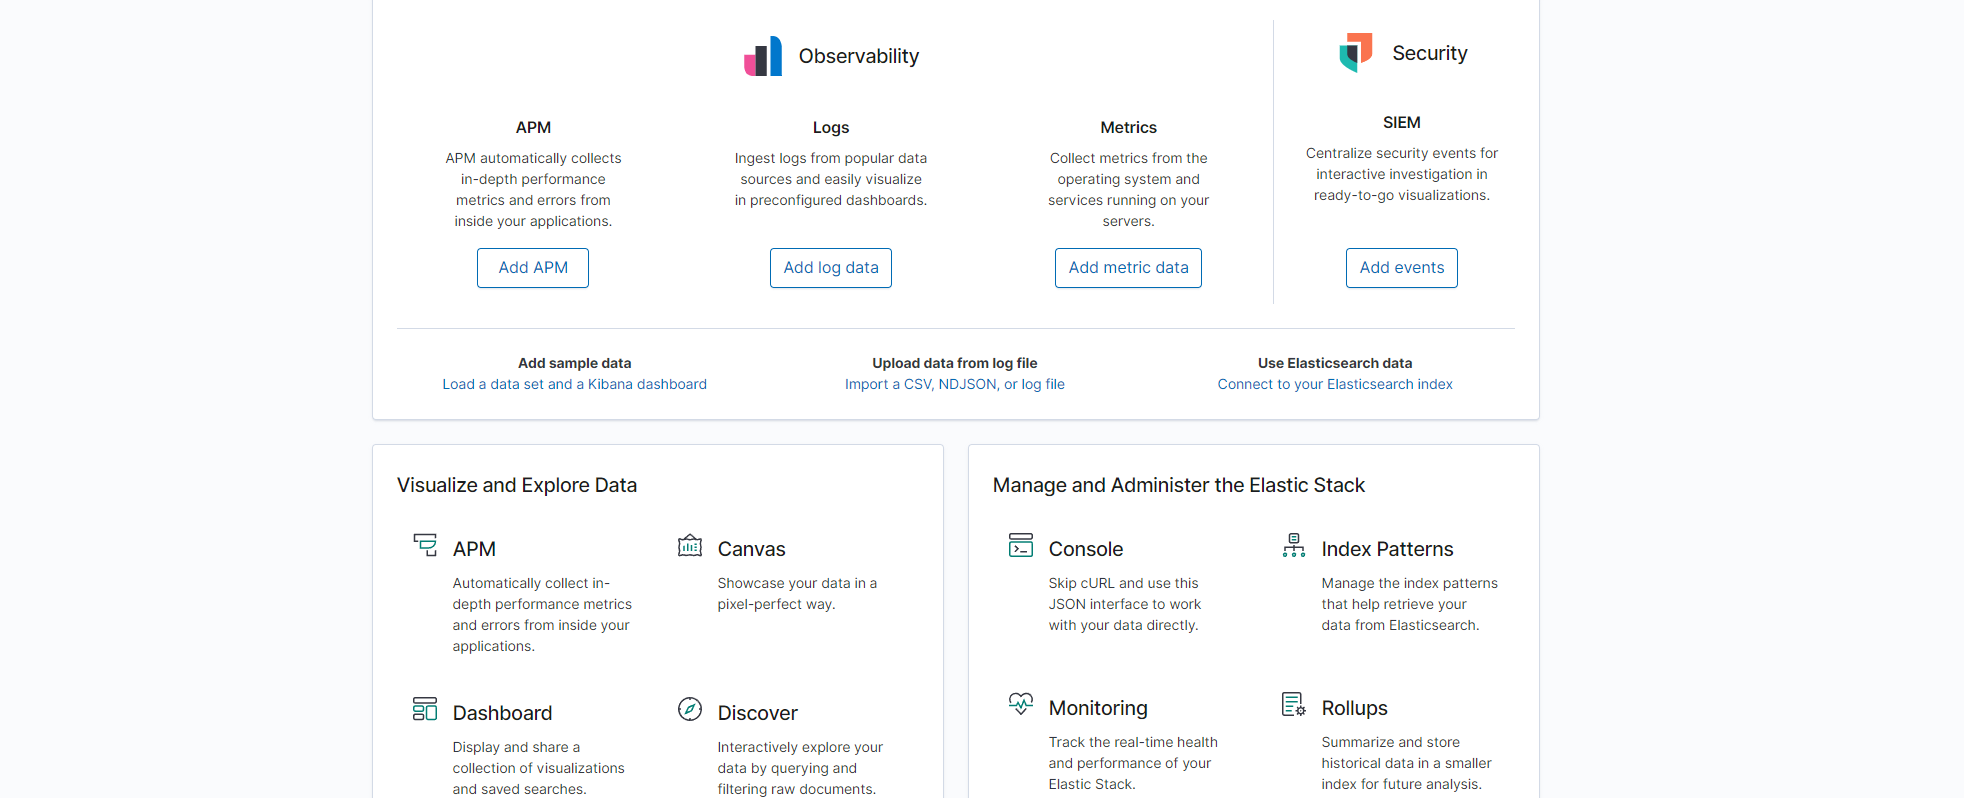 Observability
Security
APM
APM automatically collects
in-depth performance
metrics and errors from
inside your applications.
Add APM
Logs
Ingest logs from popular data
sources and easily visualize
in preconfigured dashboards.
Add log data
Metrics
Collect metrics from the
operating system and
services running on your
servers.
Add metric data
SIEM
Centralize security events for
interactive investigation in
ready-to-go visualizations.
Add events
Add sample data
Load a data set and a Kibana dashboard
Upload data from log file
Import a CSV, NDJSON, or log file
Use Elasticsearch data
Connect to your Elasticsearch index
Visualize and Explore Data
APM
Automatically collect in-
depth performance metrics
and errors from inside your
applications.
Canvas
Showcase your data in a
pixel-perfect way.
Dashboard
Display and share a
collection of visualizations
and saved searches.
Discover
Interactively explore your
data by querying and
filtering raw documents.
Manage and Administer the Elastic Stack
Console
Skip cURL and use this
JSON interface to work
with your data directly.
Index Patterns
Manage the index patterns
that help retrieve your
data from Elasticsearch.
Monitoring
Track the real-time health
and performance of your
Elastic Stack.
Rollups
Summarize and store
historical data in a smaller
index for future analysis.